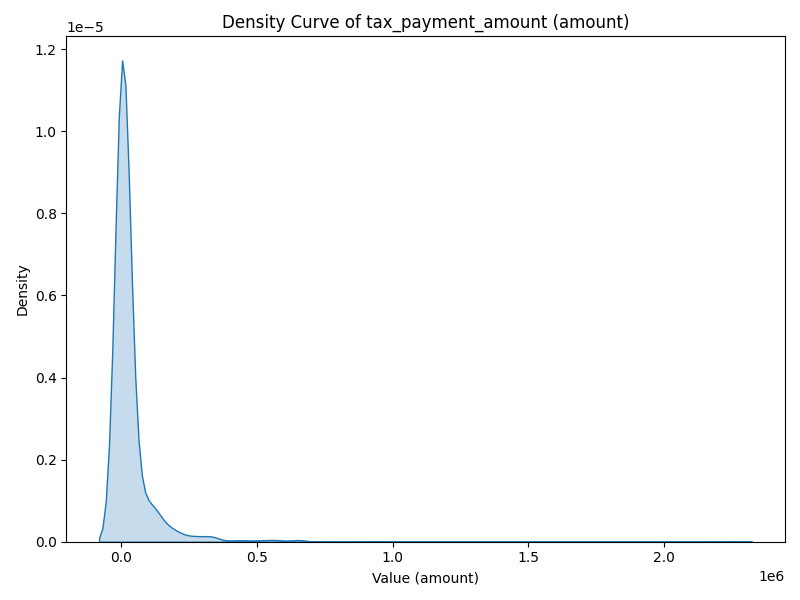 Density Curve of tax_payment_amount (amount)
1e−5
1.2
1.0
0.8
0.6
0.4
0.2
0.0
Density
0.0 0.5 1.0 1.5 2.0
1e6
Value (amount)